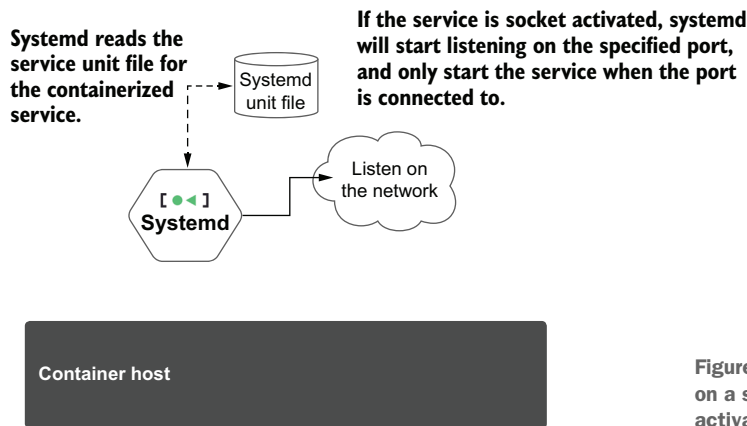 Systemd reads the
service unit file for
the containerized
service.
If the service is socket activated, systemd
will start listening on the specified port,
and only start the service when the port
is connected to.
Systemd
unit file
Listen on
the network
[ ●◂ ]
Systemd
Container host
Figure
on a s
activa